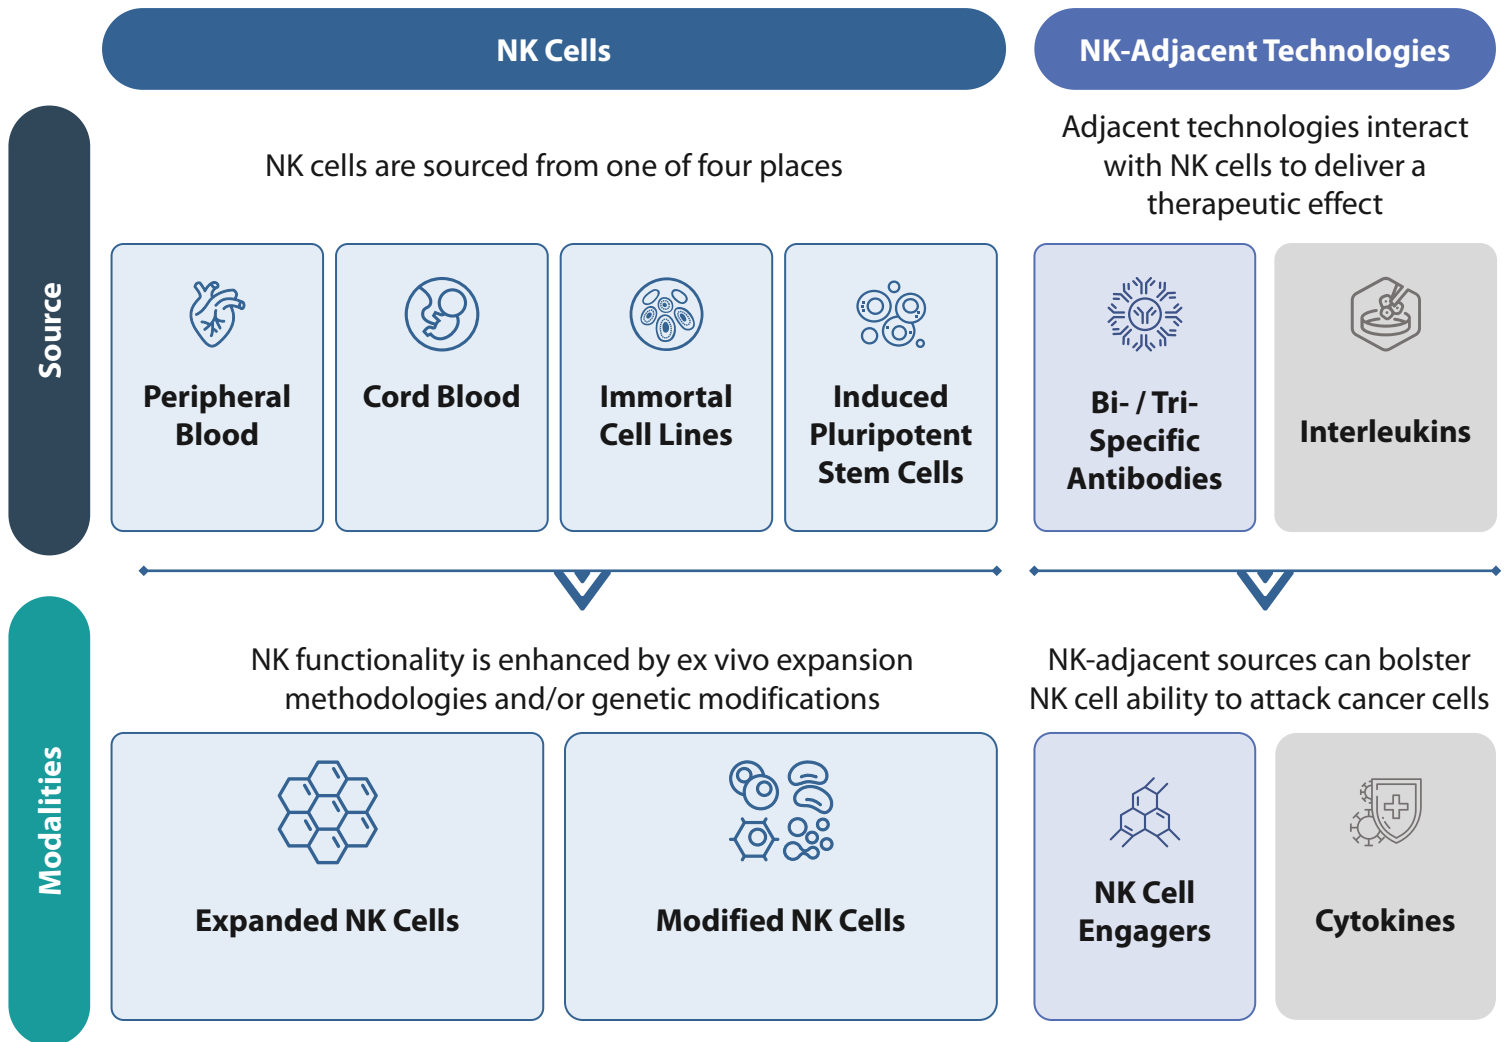 NK Cells
NK-Adjacent Technologies
Source
NK cells are sourced from one of four places
Adjacent technologies interact
with NK cells to deliver a
therapeutic effect
Peripheral
Blood
Cord Blood
Immortal
Cell Lines
Induced
Pluripotent
Stem Cells
Bi- / Tri-
Specific
Antibodies
Interleukins
Modalities
NK functionality is enhanced by ex vivo expansion
methodologies and/or genetic modifications
NK-adjacent sources can bolster
NK cell ability to attack cancer cells
Expanded NK Cells
Modified NK Cells
NK Cell
Engagers
Cytokines